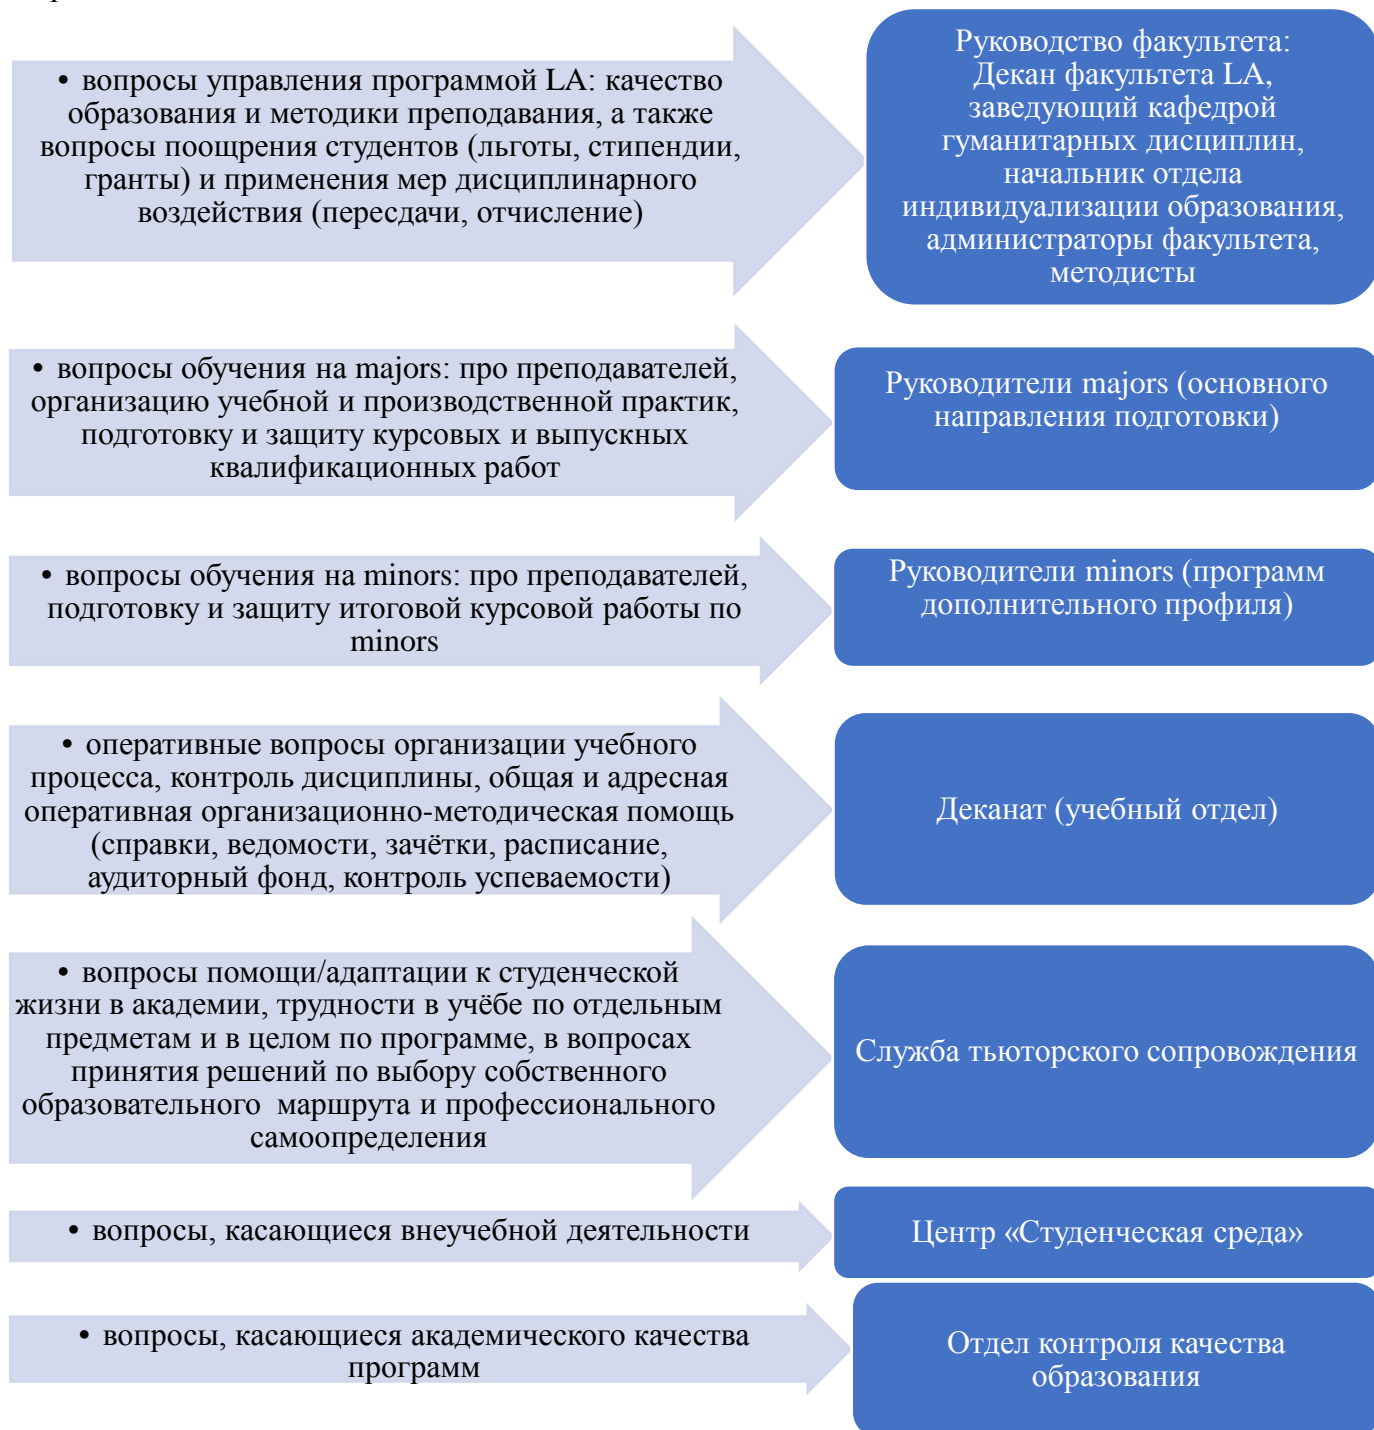 • вопросы управления программой LA: качество
образования и методики преподавания, а также
вопросы поощрения студентов (льготы, стипендии,
гранты) и применения мер дисциплинарного
воздействия (пересдачи, отчисление)
Руководство факультета:
Декан факультета LA,
заведующий кафедрой
гуманитарных дисциплин,
начальник отдела
индивидуализации образования,
администраторы факультета,
методисты
• вопросы обучения на majors: про преподавателей,
организацию учебной и производственной практик,
подготовку и защиту курсовых и выпускных
квалификационных работ
Руководители majors (основного
направления подготовки)
• вопросы обучения на minors: про преподавателей,
подготовку и защиту итоговой курсовой работы по
minors
Руководители minors (программ
дополнительного профиля)
• оперативные вопросы организации учебного
процесса, контроль дисциплины, общая и адресная
оперативная организационно-методическая помощь
(справки, ведомости, зачётки, расписание,
аудиторный фонд, контроль успеваемости)
Деканат (учебный отдел)
• вопросы помощи/адаптации к студенческой
жизни в академии, трудности в учёбе по отдельным
предметам и в целом по программе, в вопросах
принятия решений по выбору собственного
образовательного маршрута и профессионального
самоопределения
Служба тьюторского сопровождения
• вопросы, касающиеся внеучебной деятельности
Центр «Студенческая среда»
• вопросы, касающиеся академического качества
программ
Отдел контроля качества
образования